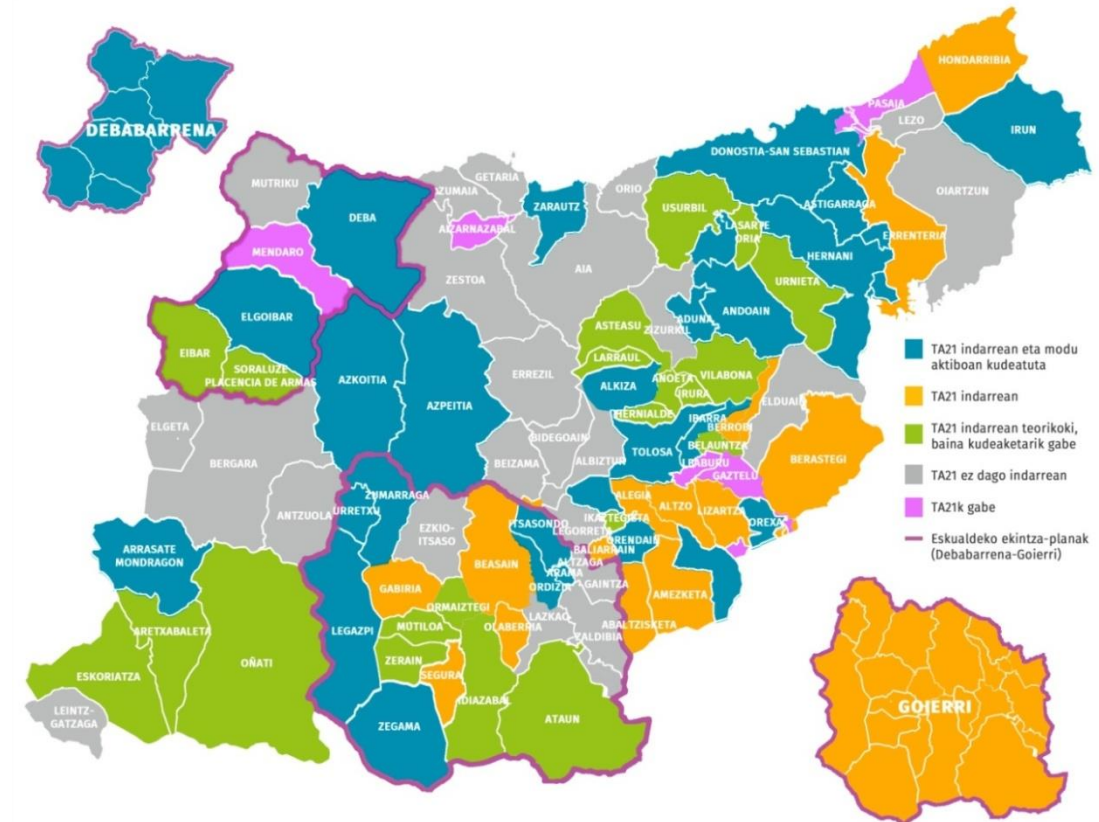 HONDARRIBIA
PASAIA
LEZO
IRUN
DEBABARRENA
DONOSTIA-SAN SEBASTIAN
MUTRIKU
GETARIA
ZUMAIA
ORIO
OIARTZUN
DEBA
ZARAUTZ
USURBIL
ASTIGARRAGA
LASARTE
ORIA
AIZARNAZABAL
ERRENTERIA
MENDARO
HERNANI
AIA
ZESTOA
URNIETA
ELGOIBAR
ANDOAIN
ADUNA
ASTEASU
ZIZURKIL
EIBAR
LARRAUL
SORALUZE
PLACENCIA DE ARMAS
AZKOITIA
ERREZIL
ANOETA
VILABONA
ALKIZA
IRURA
AZPEITIA
ELDUAIN
HERNIALDE
IBARRA
BERROBI
ELGETA
BIDEGOIAN
BELAUNTZA
TOLOSA
BERGARA
BEIZAMA
ALBIZTUR
LEABURU
GAZTELU
BERASTEGI
ZUMARRAGA
ALEGIA
ALTZO
LIZARTZA
URRETXU
ANTZUOLA
EZKIO-
ITSASO
ITSASONDO
IKAZTEGIETA
OREXA
LEGORRETA
ORENDAIN
ARRASATE
MONDRAGON
BALIARRAIN
BEASAIN
ALTZAGA
ARAMA
GAINTZA
GABIRIA
ORDIZIA
AMEZKETA
ORMAIZTEGI
LAZKAO
ABALTZISKETA
ARETXABALETA
LEGAZPI
MUTILOA
OLABERRIA
ZALDIBIA
OÑATI
ZERAIN
ESKORIATZA
SEGURA
IDIAZABAL
LEINTZ-
GATZAGA
ZEGAMA
ATAUN
GOIERRI
TA21 indarrean eta modu
aktiboan kudeatuta
TA21 indarrean
TA21 indarrean teorikoki,
baina kudeaketarik gabe
TA21 ez dago indarrean
TA21k gabe
Eskualdeko ekintza-planak
(Debabarrena-Goierri)